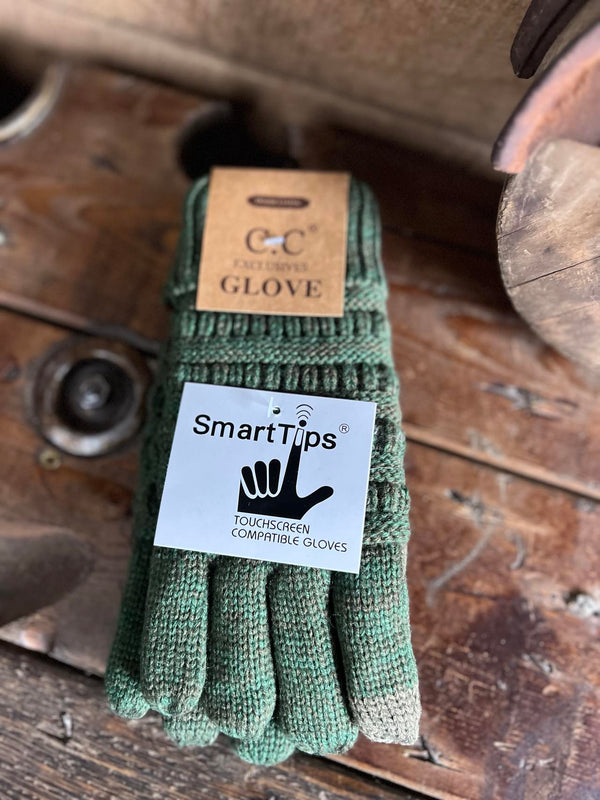 C.C®
EXCLUSIVES
GLOVE
SmartTips®
TOUCHSCREEN
COMPATIBLE GLOVES